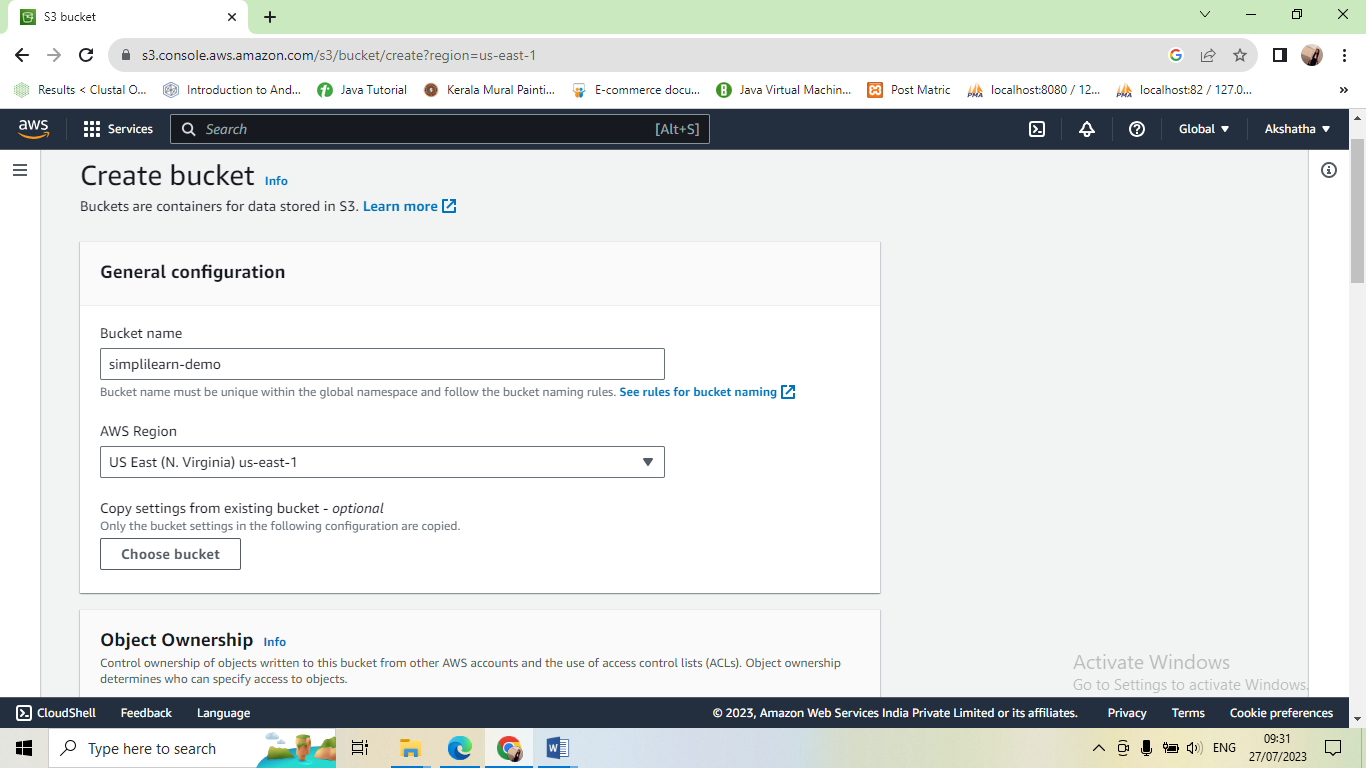 S3 bucket
s3.console.aws.amazon.com/s3/bucket/create?region=us-east-1
Results < Clustal O... Introduction to And... Java Tutorial Kerala Mural Painti... E-commerce docu... Java Virtual Machin... Post Matric localhost:8080 / 12... localhost:82 / 127.0... »
aws Services Search [Alt+S] Global Akshatha
Create bucket Info
Buckets are containers for data stored in S3. Learn more
General configuration
Bucket name
simplilearn-demo
Bucket name must be unique within the global namespace and follow the bucket naming rules. See rules for bucket naming
AWS Region
US East (N. Virginia) us-east-1
Copy settings from existing bucket - optional
Only the bucket settings in the following configuration are copied.
Choose bucket
Object Ownership Info
Control ownership of objects written to this bucket from other AWS accounts and the use of access control lists (ACLs). Object ownership
determines who can specify access to objects.
Activate Windows
Go to Settings to activate Windows.
CloudShell Feedback Language © 2023, Amazon Web Services India Private Limited or its affiliates. Privacy Terms Cookie preferences
Type here to search ENG 09:31
27/07/2023